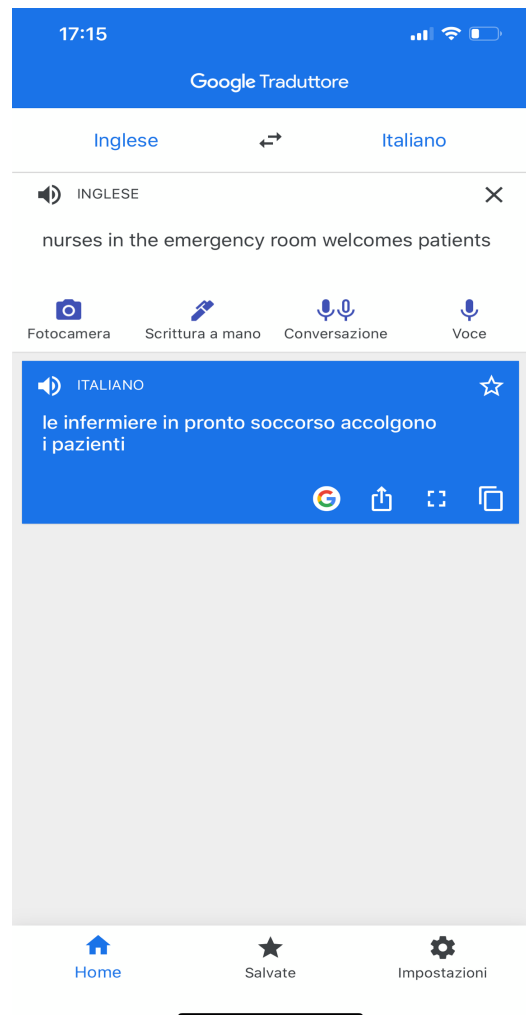 17:15
Google Traduttore
Inglese Italiano
INGLESE
nurses in the emergency room welcomes patients
Fotocamera Scrittura a mano Conversazione Voce
ITALIANO
le infermiere in pronto soccorso accolgono
i pazienti
G
Home Salvate Impostazioni